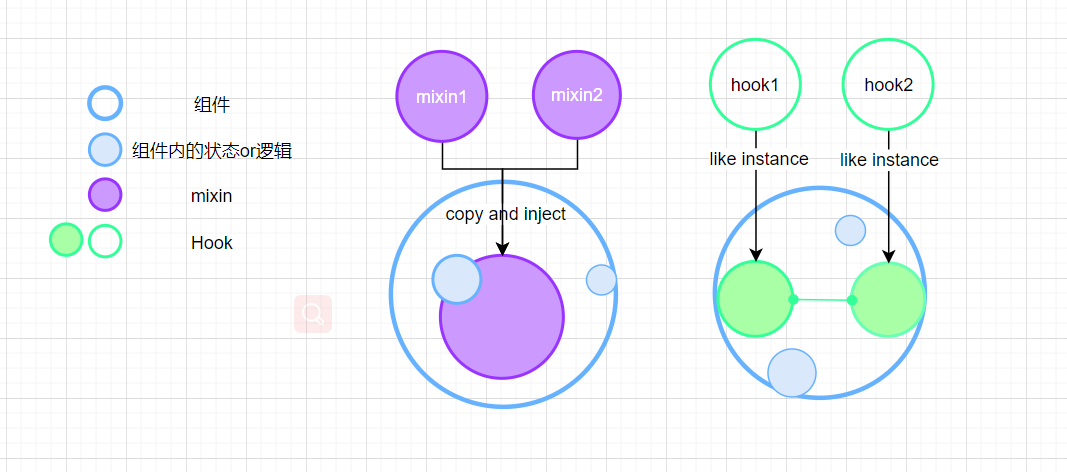 组件
组件内的状态or逻辑
mixin
Hook
mixin1
mixin2
copy and inject
hook1
hook2
like instance
like instance